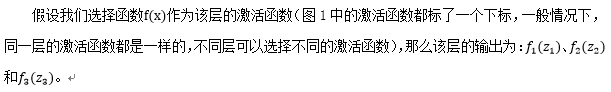 假设我们选择函数f(x)作为该层的激活函数（图1中的激活函数都标了一个下标，一般情况下，
同一层的激活函数都是一样的，不同层可以选择不同的激活函数），那么该层的输出为：f₁(z₁)、f₂(z₂)
和f₃(z₃)。↵